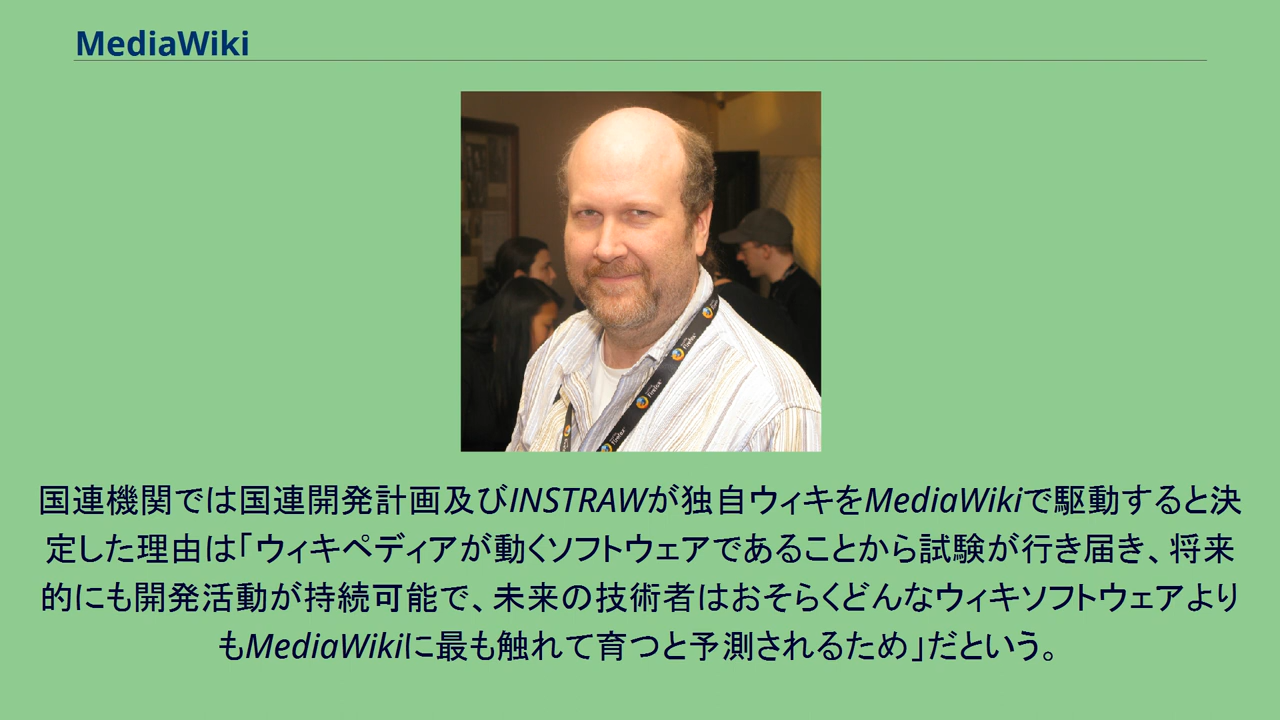 MediaWiki
Firefox
Firefox
Firefox
国連機関では国連開発計画及びINSTRAWが独自ウィキをMediaWikiで駆動すると決
定した理由は「ウィキペディアが動くソフトウェアであることから試験が行き届き、将来
的にも開発活動が持続可能で、未来の技術者はおそらくどんなウィキソフトウェアより
もMediaWikiに最も触れて育つと予測されるため」だという。